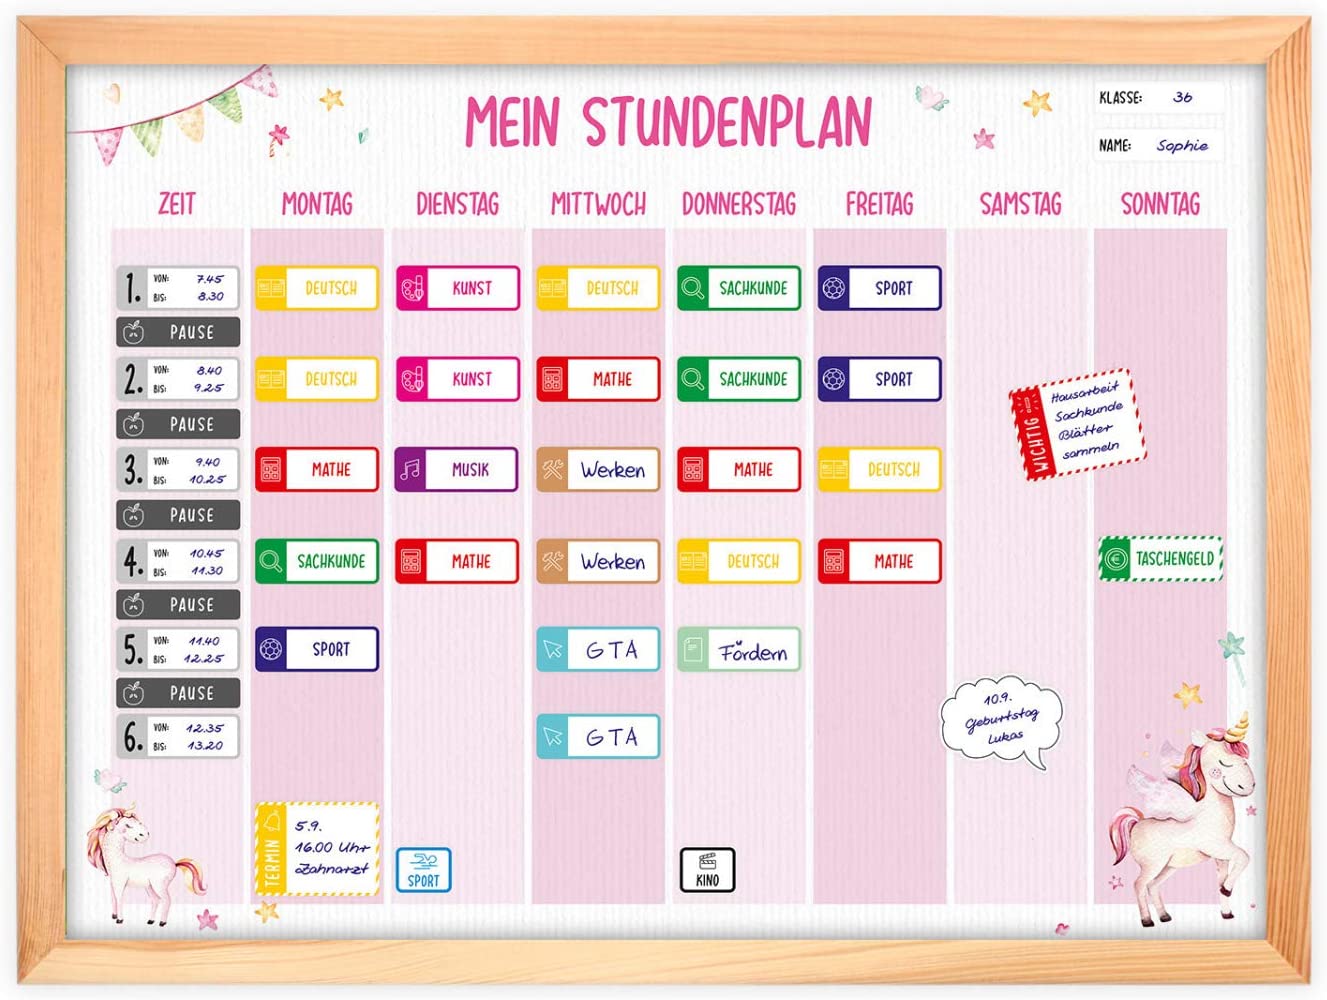 MEIN STUNDENPLAN
KLASSE: 3b
NAME: Sophie
ZEIT MONTAG DIENSTAG MITTWOCH DONNERSTAG FREITAG SAMSTAG SONNTAG
1. VON: 7.45
BIS: 8.30
DEUTSCH KUNST DEUTSCH SACHKUNDE SPORT
PAUSE
2. VON: 8.40
BIS: 9.25
DEUTSCH KUNST MATHE SACHKUNDE SPORT
PAUSE
WICHTIG!
Hausarbeit
Sachkunde
Blätter
sammeln
3. VON: 9.40
BIS: 10.25
MATHE MUSIK Werken MATHE DEUTSCH
PAUSE
4. VON: 10.45
BIS: 11.30
SACHKUNDE MATHE Werken DEUTSCH MATHE TASCHENGELD
PAUSE
5. VON: 11.40
BIS: 12.25
SPORT GTA Fördern
PAUSE
6. VON: 12.35
BIS: 13.20
GTA
10.9.
Geburtstag
Lukas
TERMIN
5.9.
16.00 Uhr
Zahnarzt
SPORT
KINO